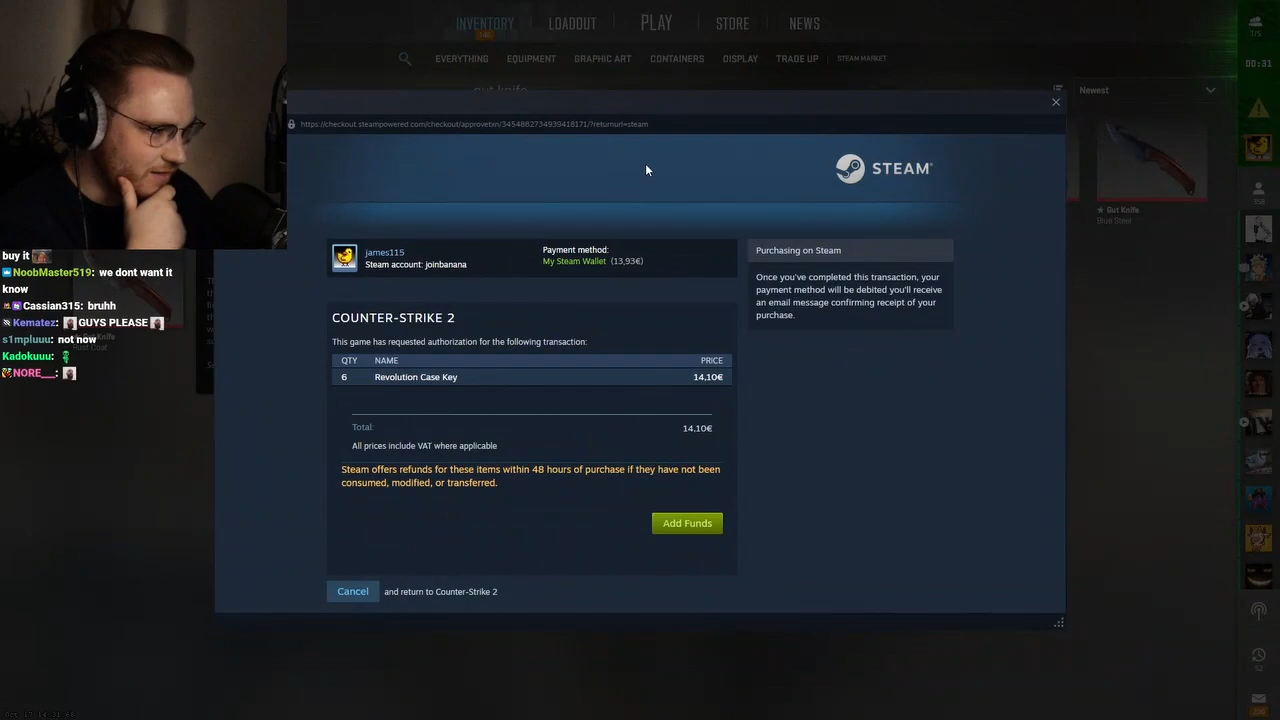 INVENTORY
LOADOUT
PLAY
STORE
NEWS
EVERYTHING
EQUIPMENT
GRAPHIC ART
CONTAINERS
DISPLAY
TRADE UP
STEAM MARKET
00:31
gut knife
Newest
https://checkout.steampowered.com/checkout/approvetxn/3454882734939418171/?returnurl=steam
STEAM
★ Gut Knife
Blue Steel
james115
Steam account: joinbanana
Payment method:
My Steam Wallet (13,93€)
Purchasing on Steam
Once you've completed this transaction, your
payment method will be debited you'll receive
an email message confirming receipt of your
purchase.
buy it
NoobMaster519: we dont want it
know
Cassian315: bruhh
Kematez: GUYS PLEASE
s1mpluuu: not now
Kadokuuu:
NORE___:
COUNTER-STRIKE 2
This game has requested authorization for the following transaction:
QTY NAME PRICE
6 Revolution Case Key 14,10€
Total: 14,10€
All prices include VAT where applicable
Steam offers refunds for these items within 48 hours of purchase if they have not been
consumed, modified, or transferred.
Add Funds
Cancel and return to Counter-Strike 2